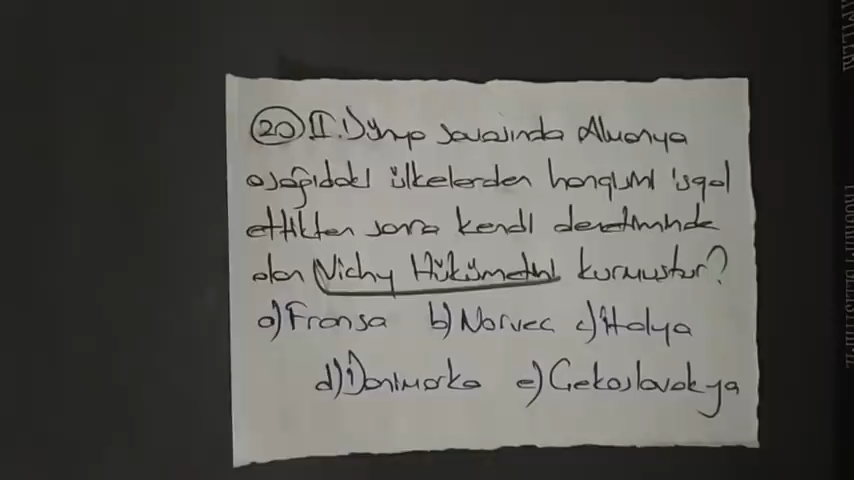 20) II. Dünya savaşında Almanya
aşağıdaki ülkelerden hangisini işgal
ettikten sonra kendi denetiminde
olan Vichy Hükümetini kurmuştur?
a) Fransa b) Norveç c) İtalya
d) Danimarka e) Çekoslovakya